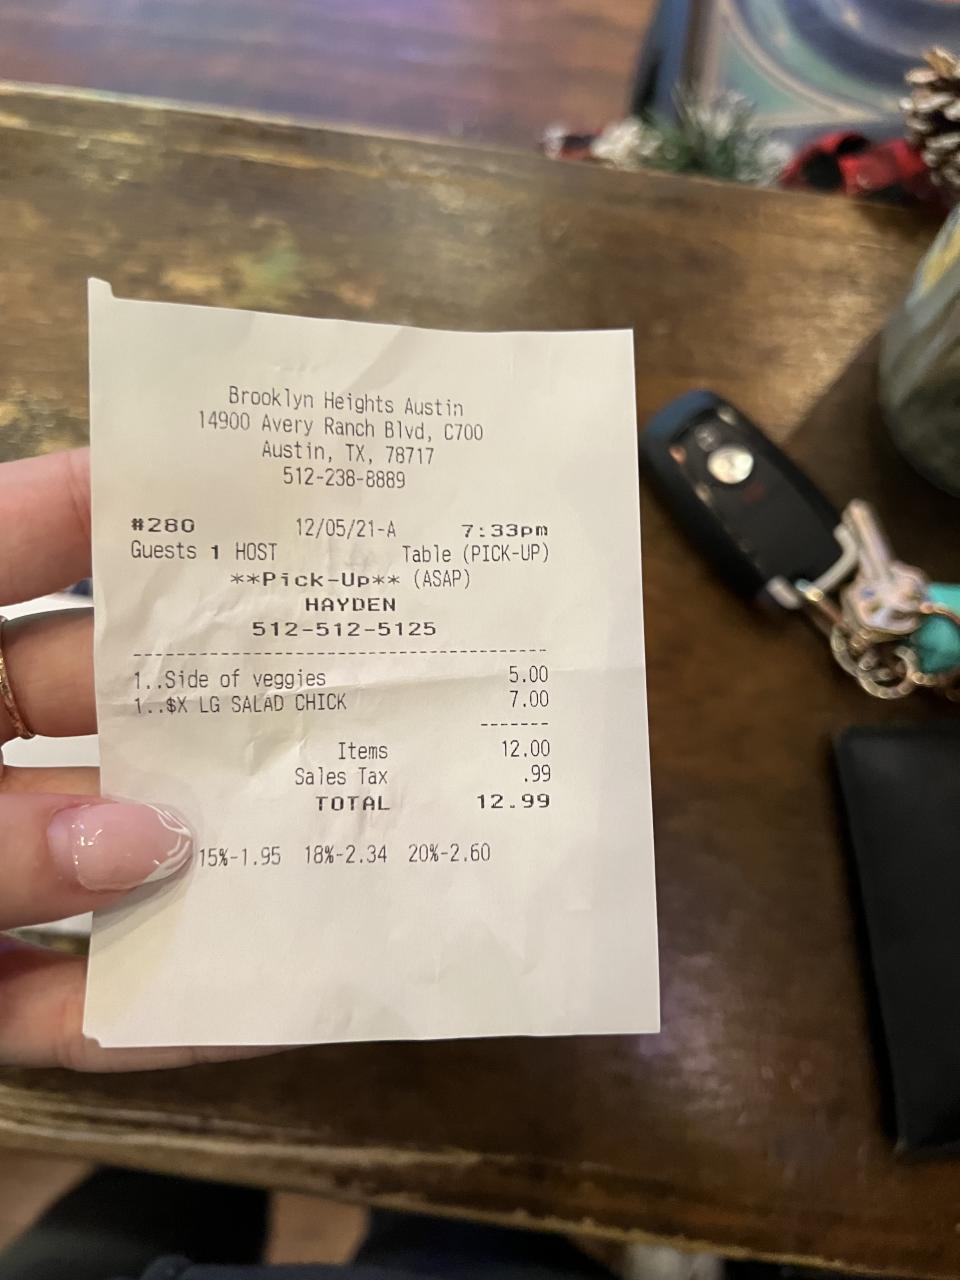 Brooklyn Heights Austin
14900 Avery Ranch Blvd, C700
Austin, TX, 78717
512-238-8889
#280 12/05/21-A 7:33pm
Guests 1 HOST Table (PICK-UP)
**Pick-Up** (ASAP)
HAYDEN
512-512-5125
1..Side of veggies 5.00
1..$X LG SALAD CHICK 7.00
Items 12.00
Sales Tax .99
TOTAL 12.99
15%-1.95 18%-2.34 20%-2.60